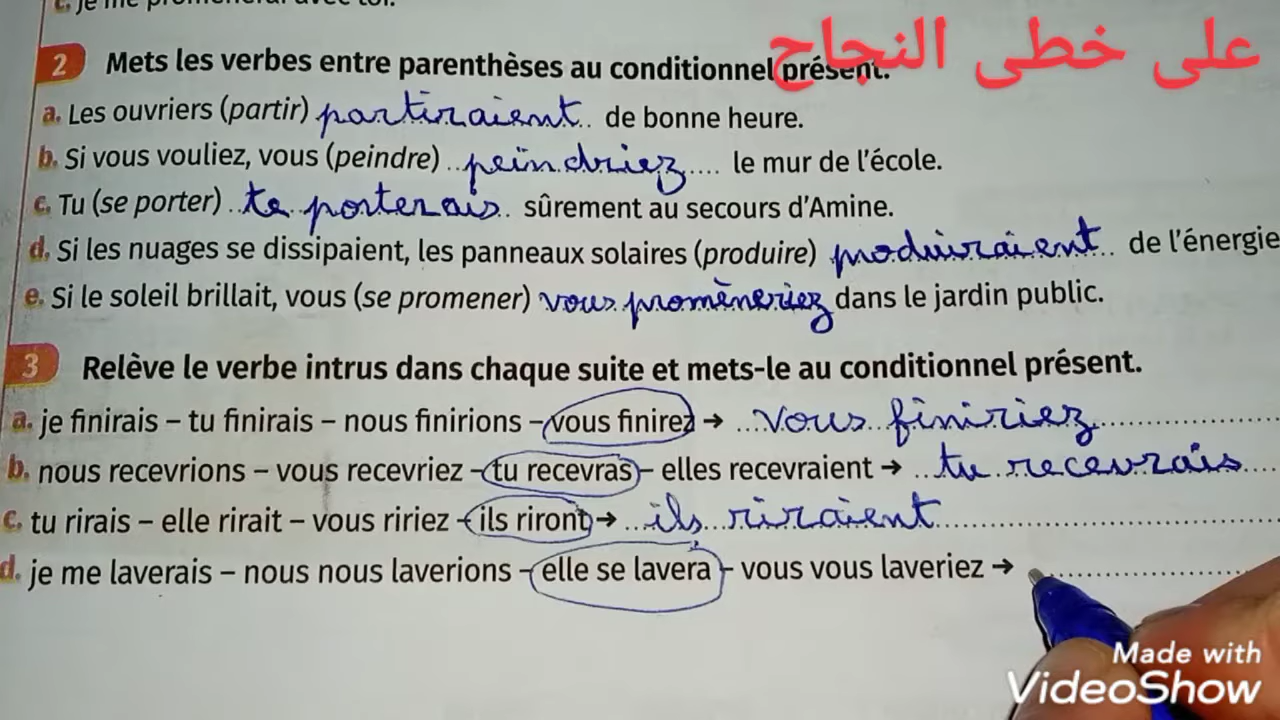 c. je me promènerai avec toi.
على خطى النجاح
2 Mets les verbes entre parenthèses au conditionnel présent.
a. Les ouvriers (partir) partiraient de bonne heure.
b. Si vous vouliez, vous (peindre) peindriez le mur de l'école.
c. Tu (se porter) te porterais sûrement au secours d'Amine.
d. Si les nuages se dissipaient, les panneaux solaires (produire) produiraient de l'énergie
e. Si le soleil brillait, vous (se promener) vous promèneriez dans le jardin public.
3 Relève le verbe intrus dans chaque suite et mets-le au conditionnel présent.
a. je finirais – tu finirais – nous finirions – vous finirez → vous finiriez
b. nous recevrions – vous recevriez – tu recevras – elles recevraient → tu recevrais
c. tu rirais – elle rirait – vous ririez – ils riront → ils riraient
d. je me laverais – nous nous laverions – elle se lavera – vous vous laveriez →
Made with
VideoShow